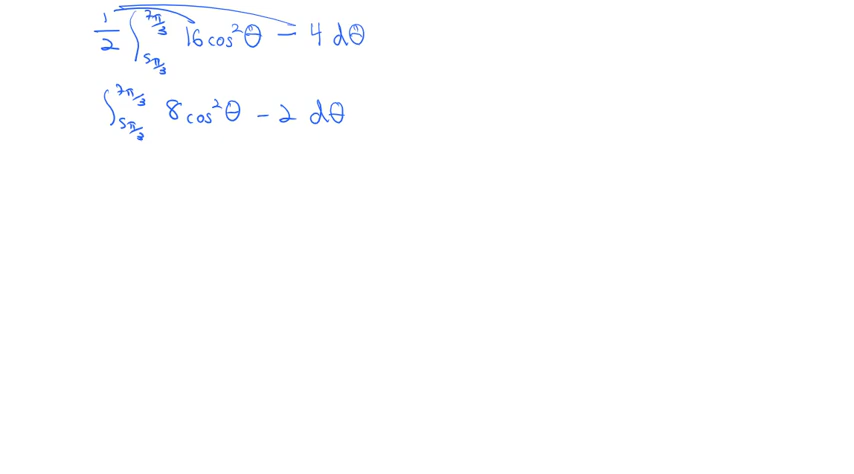 1/2 ∫_{5π/3}^{7π/3} 16cos²θ − 4 dθ
∫_{5π/3}^{7π/3} 8cos²θ − 2 dθ